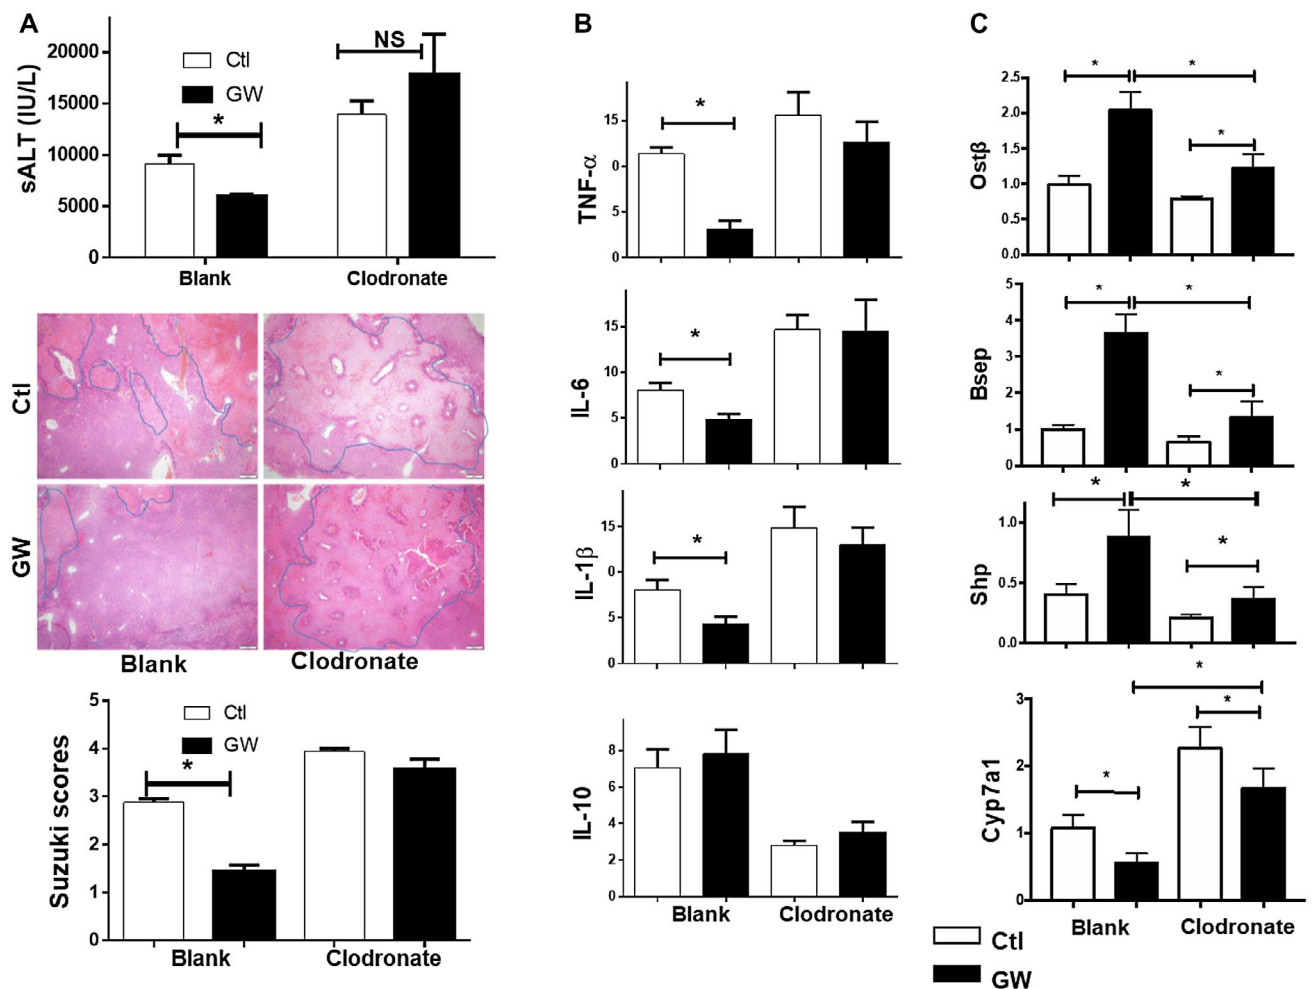 A
sALT (IU/L)
20000
15000
10000
5000
0
Ctl
GW
*
NS
Blank
Clodronate
Ctl
GW
Blank
Clodronate
Suzuki scores
5
4
3
2
1
0
Ctl
GW
*
Blank
Clodronate
B
TNF-α
15
0
5
0
*
IL-6
15
10
5
0
*
IL-1β
15
0
5
0
*
IL-10
8
6
4
2
0
Blank
Clodronate
C
Ostβ
2.5
2.0
1.5
1.0
0.5
0.0
*
*
*
Bsep
5
4
3
2
1
0
*
*
*
Shp
1.0
0.5
0.0
*
*
*
Cyp7a1
3
2
1
0
*
*
*
Blank
Clodronate
Ctl
GW